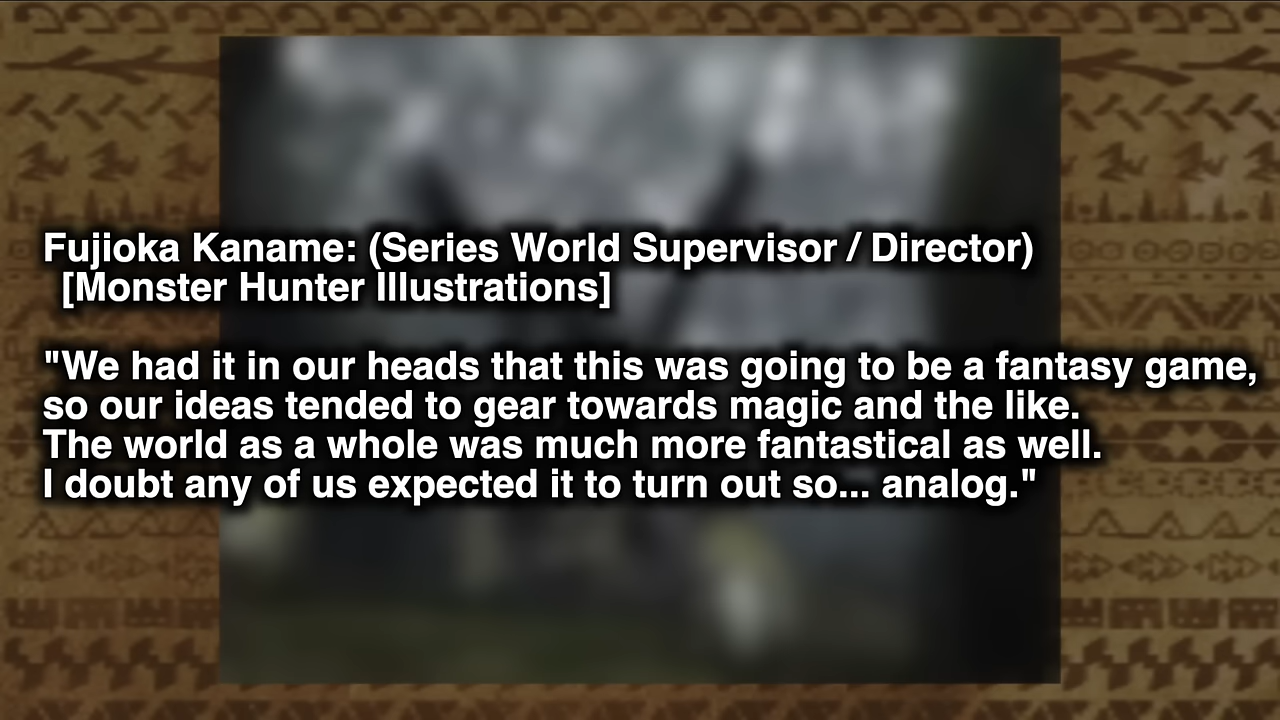 Fujioka Kaname: (Series World Supervisor / Director)
[Monster Hunter Illustrations]
"We had it in our heads that this was going to be a fantasy game,
so our ideas tended to gear towards magic and the like.
The world as a whole was much more fantastical as well.
I doubt any of us expected it to turn out so... analog."